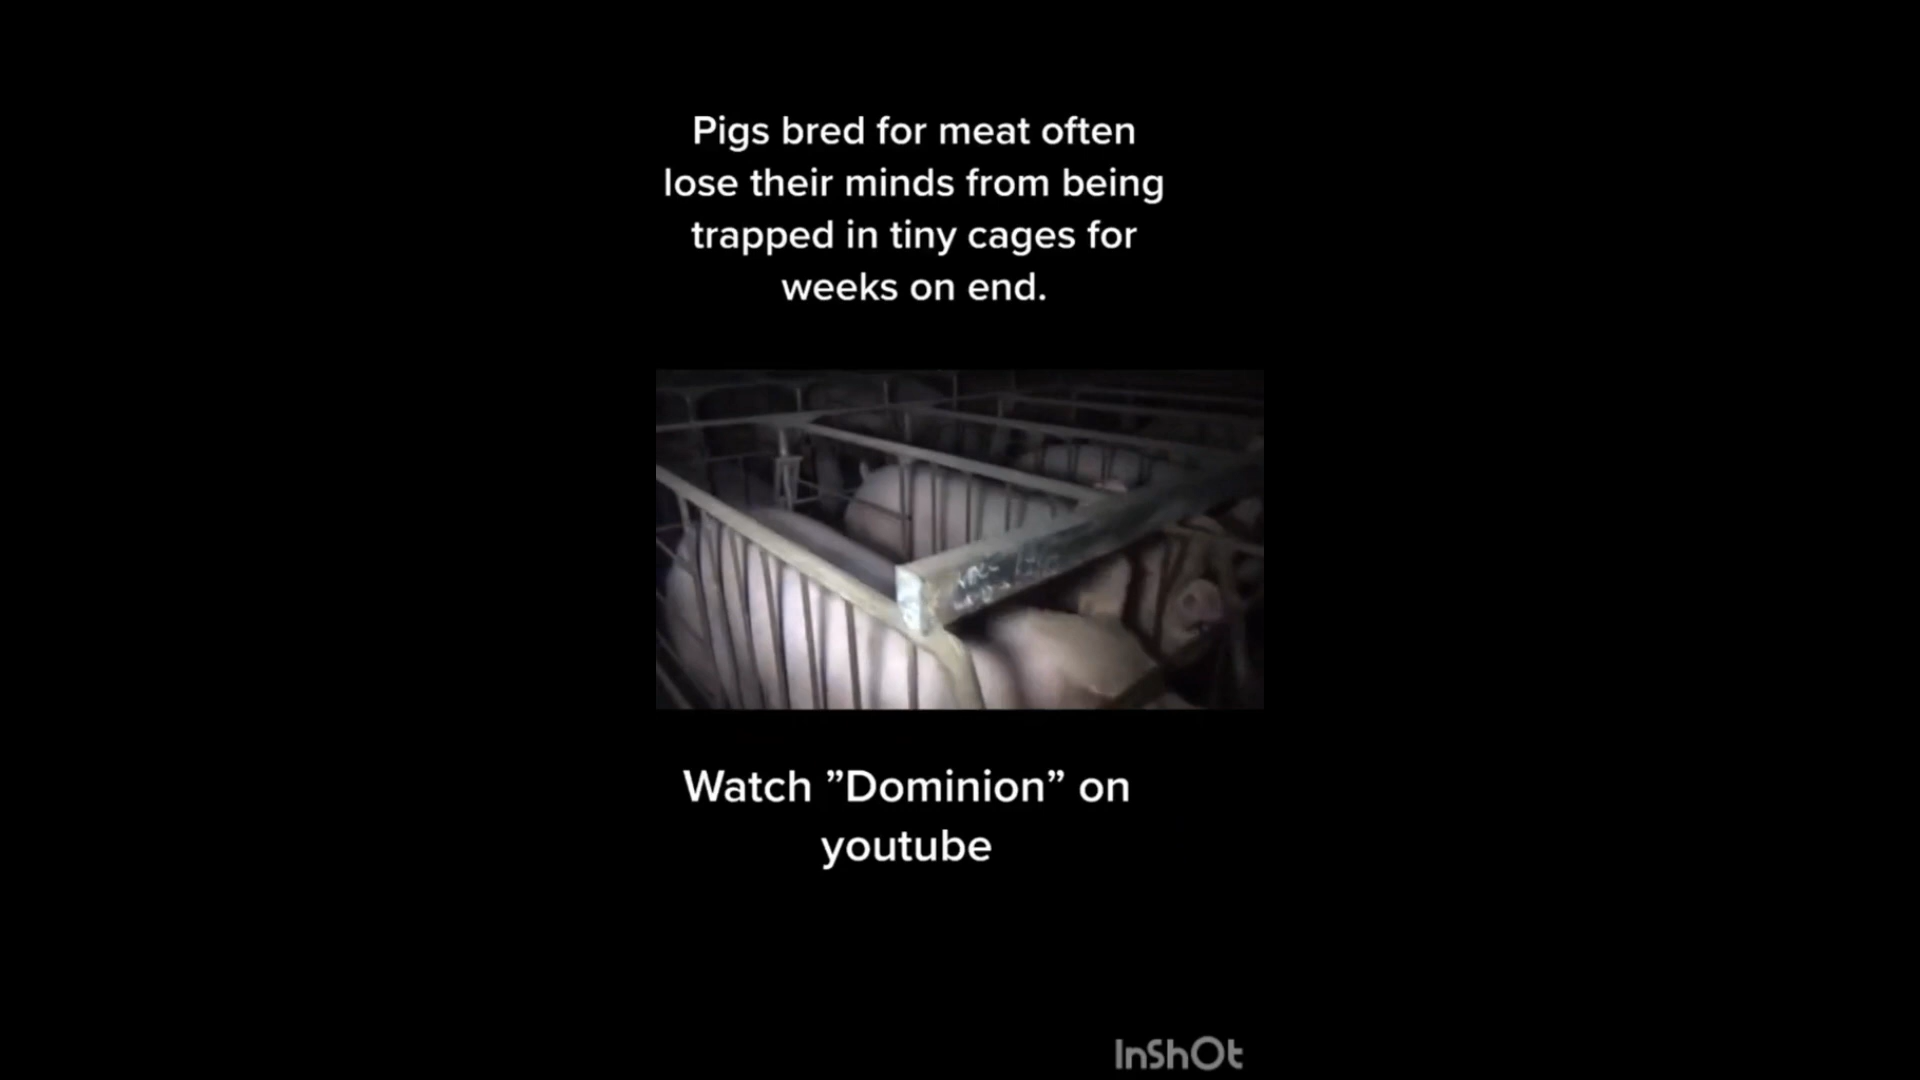 Pigs bred for meat often
lose their minds from being
trapped in tiny cages for
weeks on end.
Watch ”Dominion” on
youtube
InShOt